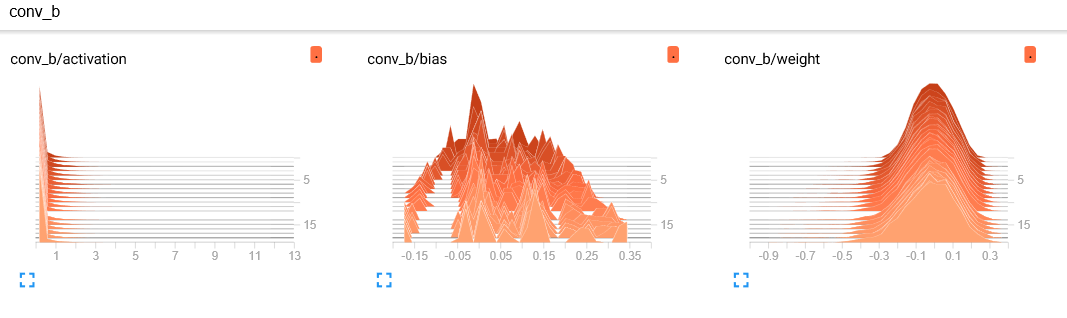 conv_b
conv_b/activation . conv_b/bias . conv_b/weight .
5 5 5
15 15 15
1 3 5 7 9 11 13 -0.15 -0.05 0.05 0.15 0.25 0.35 -0.9 -0.7 -0.5 -0.3 -0.1 0.1 0.3